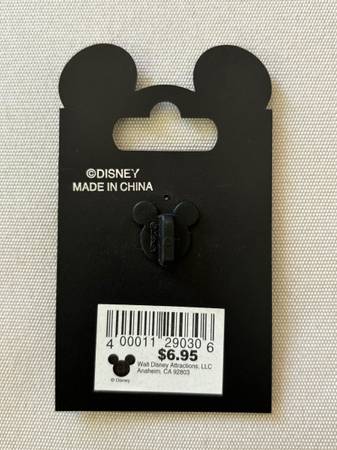 ©DISNEY
MADE IN CHINA
4 00011 29030 6
$6.95
Walt Disney Attractions, LLC
Anaheim, CA 92803
© Disney